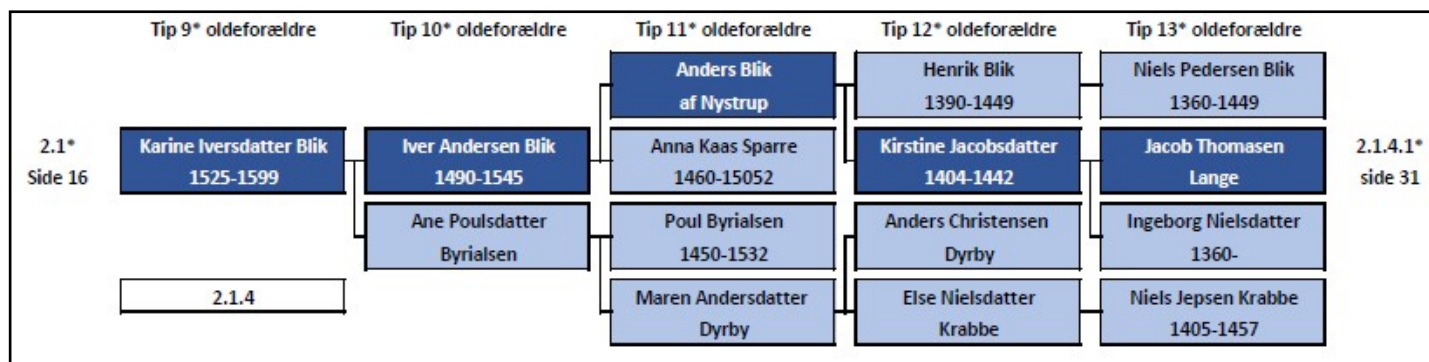 Tip 9* oldeforældre Tip 10* oldeforældre Tip 11* oldeforældre Tip 12* oldeforældre Tip 13* oldeforældre
Anders Blik Henrik Blik Niels Pedersen Blik
af Nystrup 1390-1449 1360-1449
2.1* Karine Iversdatter Blik Iver Andersen Blik Anna Kaas Sparre Kirstine Jacobsdatter Jacob Thomasen 2.1.4.1*
Side 16 1525-1599 1490-1545 1460-15052 1404-1442 Lange side 31
Ane Poulsdatter Poul Byrialsen Anders Christensen Ingeborg Nielsdatter
Byrialsen 1450-1532 Dyrby 1360-
2.1.4 Maren Andersdatter Else Nielsdatter Niels Jepsen Krabbe
Dyrby Krabbe 1405-1457